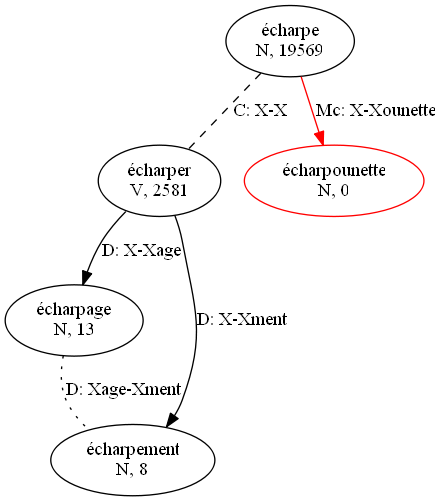 écharpe
N, 19569
C: X-X
Mc: X-Xounette
écharper
V, 2581
écharpounette
N, 0
D: X-Xage
écharpage
N, 13
D: X-Xment
D: Xage-Xment
écharpement
N, 8